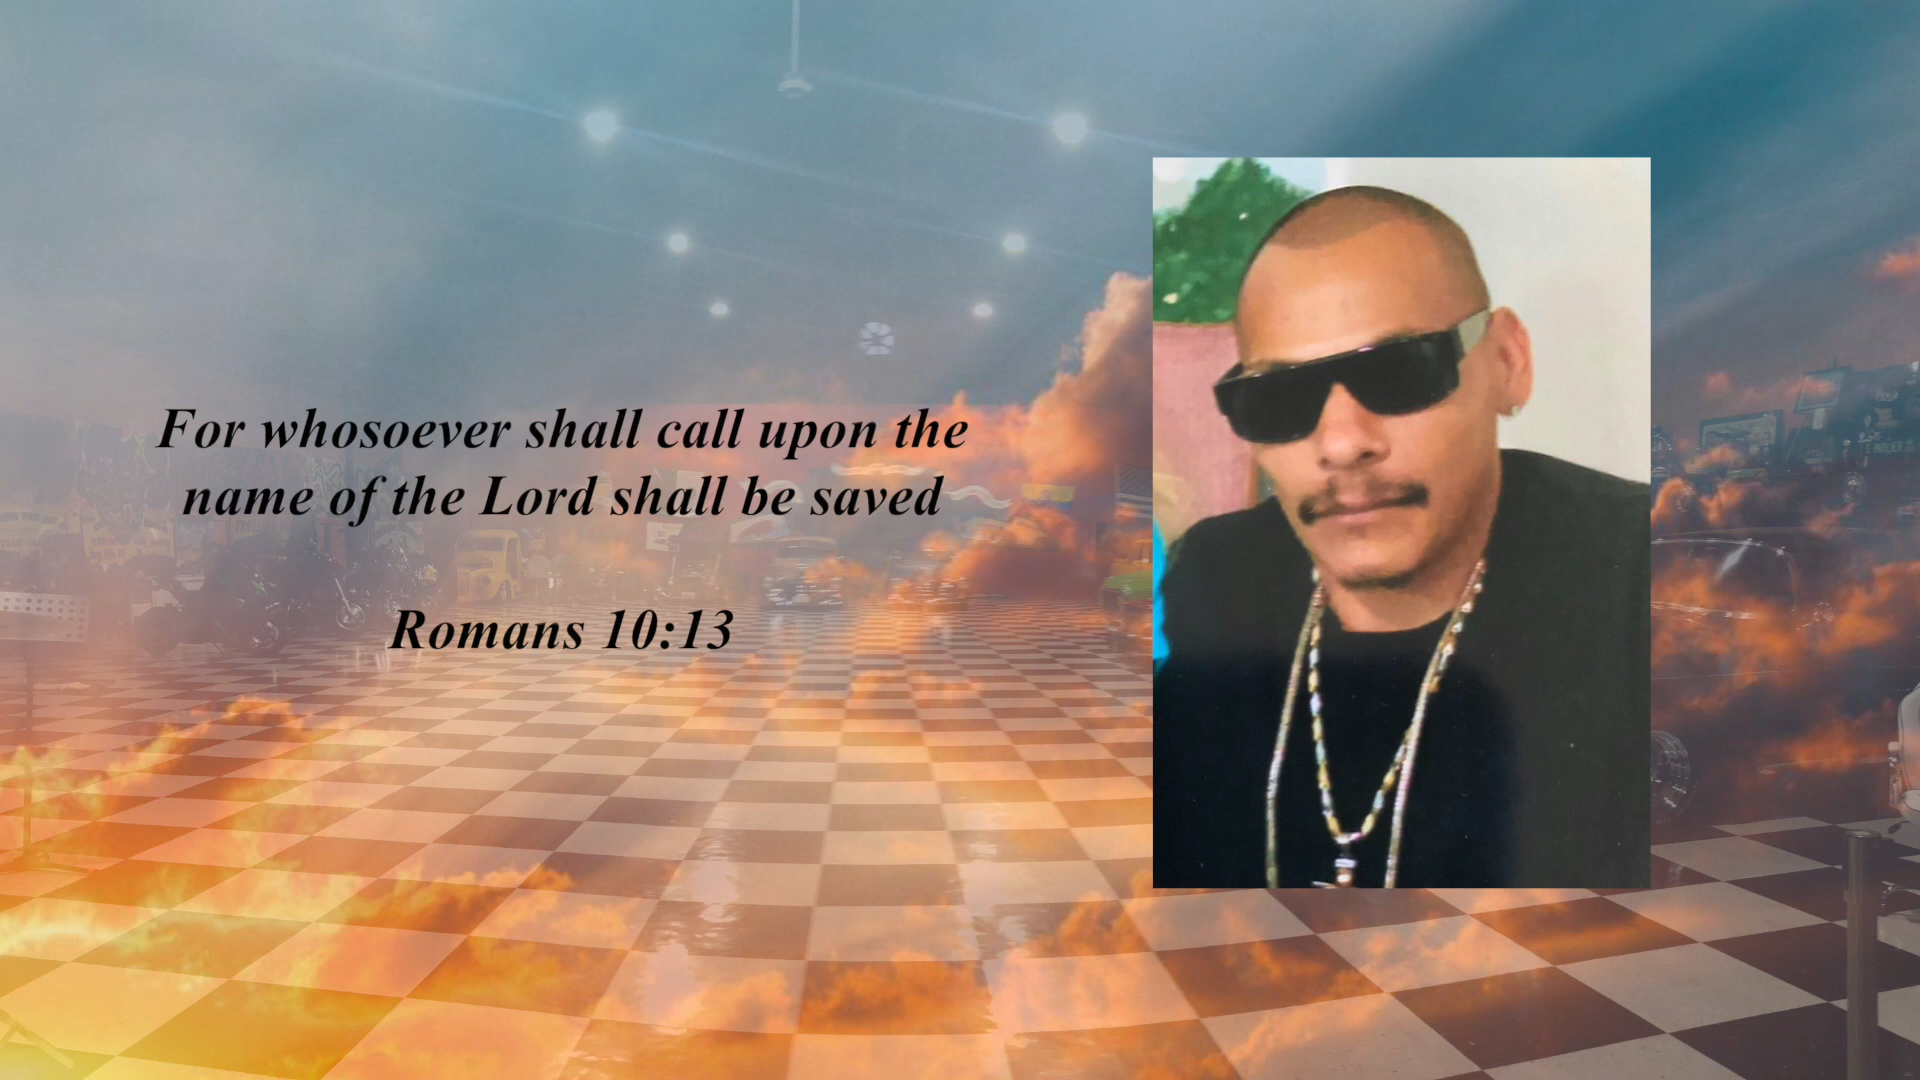 For whosoever shall call upon the
name of the Lord shall be saved
Romans 10:13